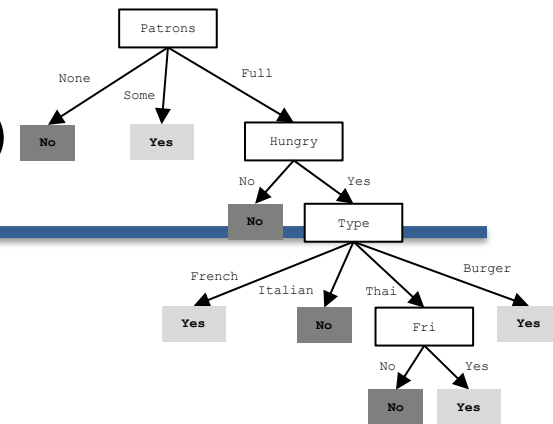 Patrons
None
Some
Full
No
Yes
Hungry
No
Yes
No
Type
French
Italian
Thai
Burger
Yes
No
Fri
Yes
No
Yes
No
Yes